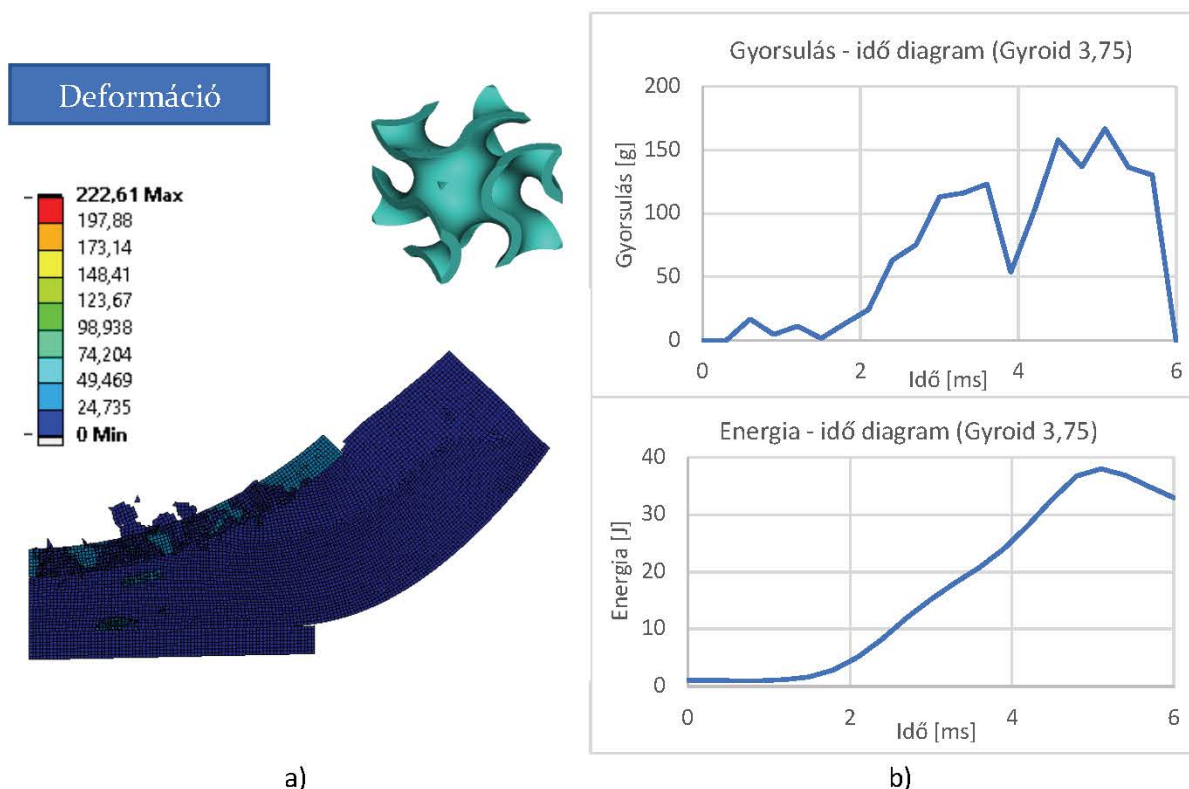 Deformáció
222,61 Max
197,88
173,14
148,41
123,67
98,938
74,204
49,469
24,735
0 Min
a)
Gyorsulás - idő diagram (Gyroid 3,75)
Gyorsulás [g]
200
150
100
50
0
0 2 4 6
Idő [ms]
Energia - idő diagram (Gyroid 3,75)
Energia [J]
40
30
20
10
0
0 2 4 6
Idő [ms]
b)